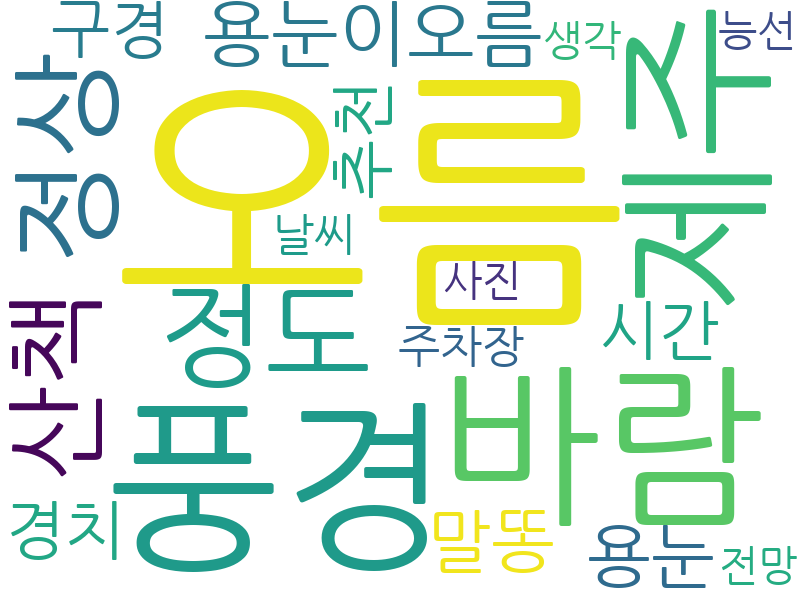 구경
용눈이오름
생각
능선
정상
오름
추천
제주
날씨
사진
산책
정도
주차장
시간
풍경
바람
경치
말똥
용눈
전망